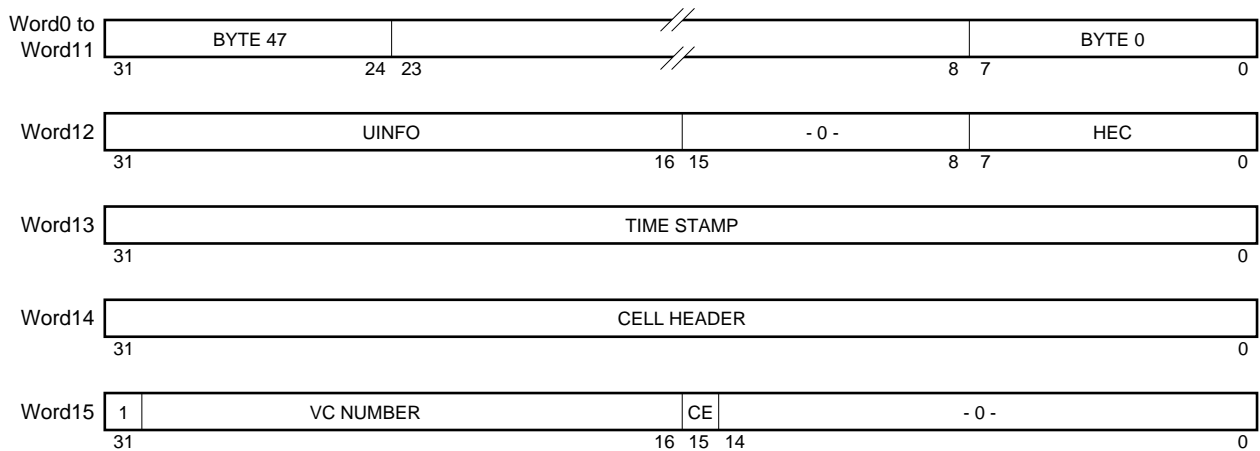 Word0 to
Word11
BYTE 47
BYTE 0
31 24 23 8 7 0
Word12 UINFO - 0 - HEC
31 16 15 8 7 0
Word13 TIME STAMP
31 0
Word14 CELL HEADER
31 0
Word15 1 VC NUMBER CE - 0 -
31 16 15 14 0